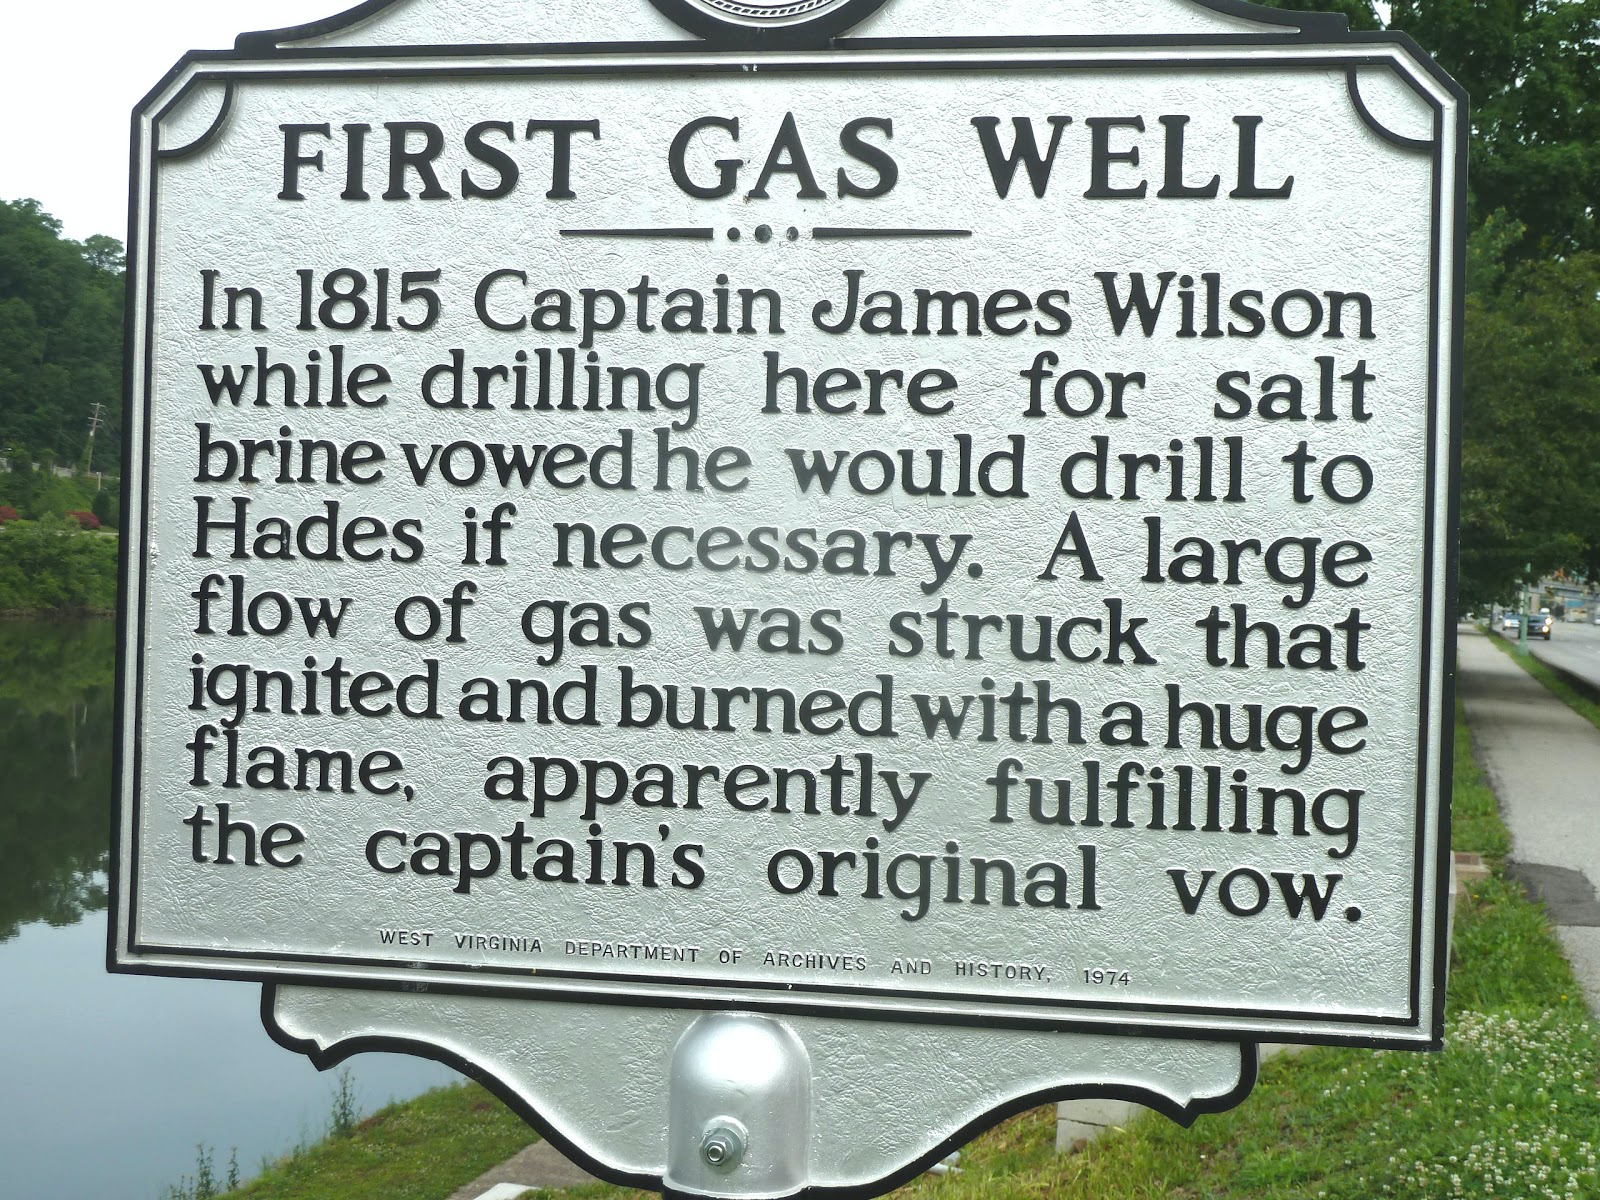 FIRST GAS WELL
In 1815 Captain James Wilson
while drilling here for salt
brine vowed he would drill to
Hades if necessary. A large
flow of gas was struck that
ignited and burned with a huge
flame, apparently fulfilling
the captain's original vow.
WEST VIRGINIA DEPARTMENT OF ARCHIVES AND HISTORY, 1974